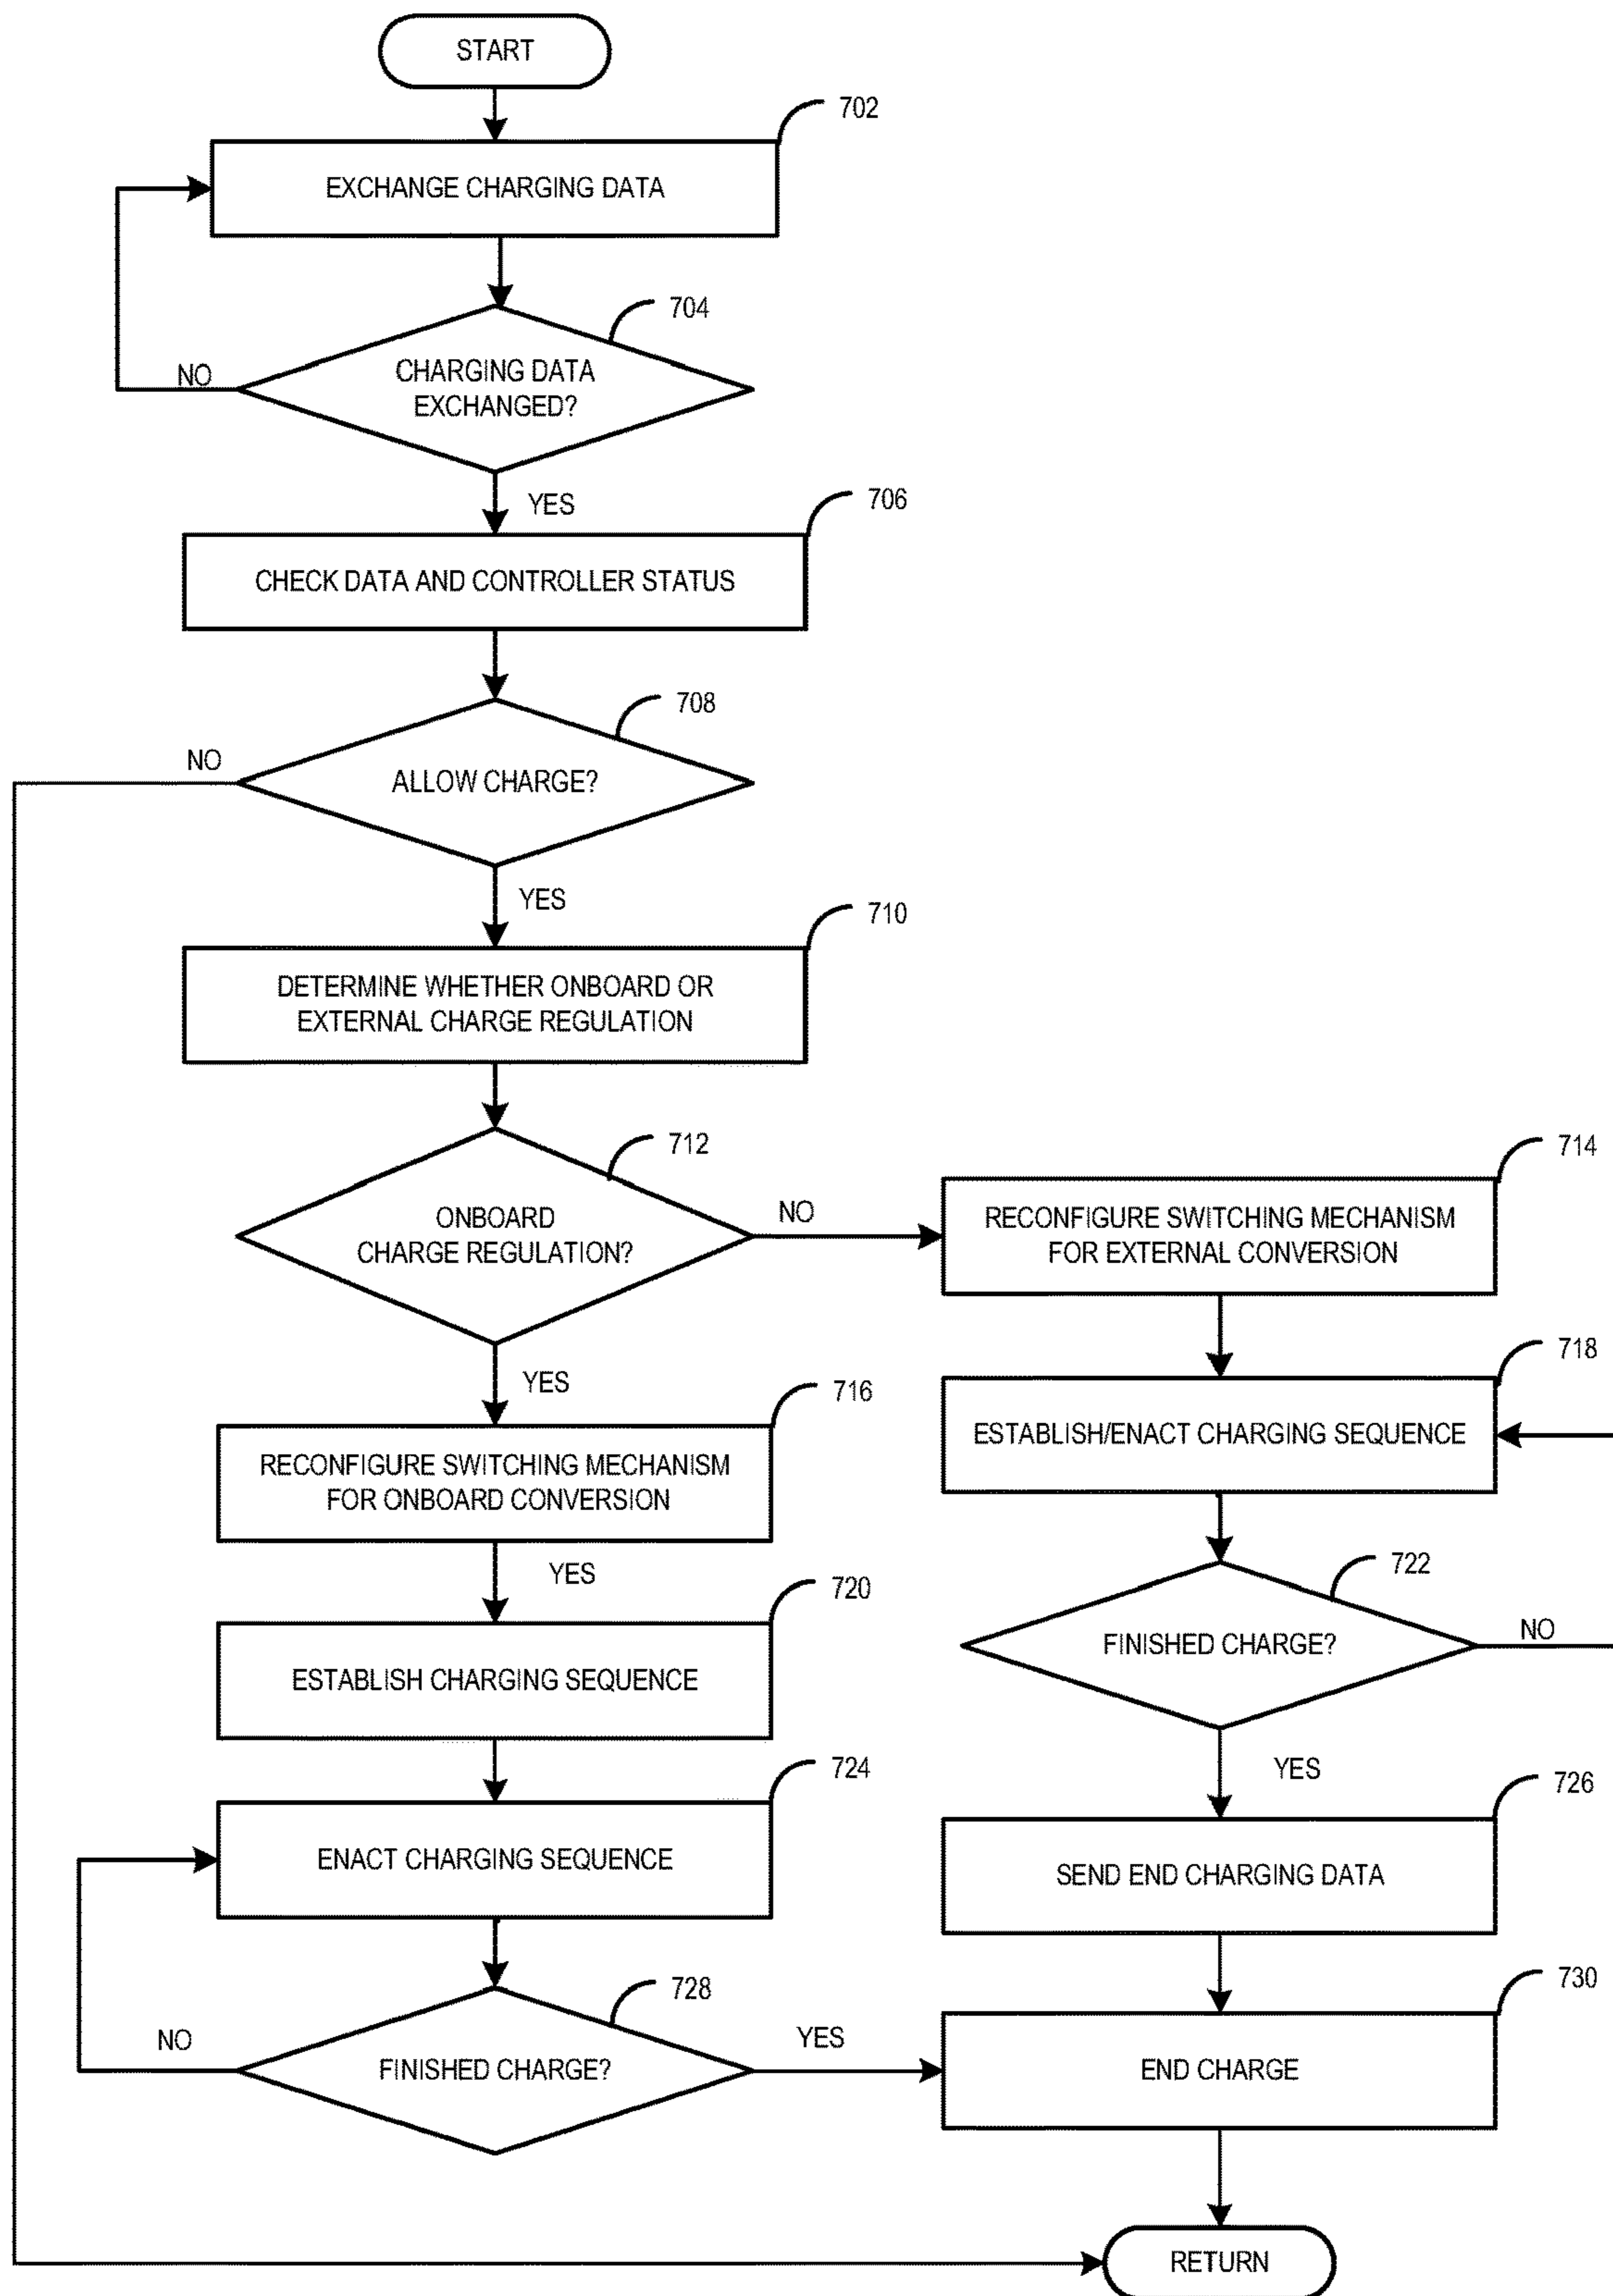 START
702
EXCHANGE CHARGING DATA
704
CHARGING DATA
EXCHANGED?
NO
YES
706
CHECK DATA AND CONTROLLER STATUS
708
NO
ALLOW CHARGE?
YES
710
DETERMINE WHETHER ONBOARD OR
EXTERNAL CHARGE REGULATION
712
ONBOARD
CHARGE REGULATION?
NO
714
RECONFIGURE SWITCHING MECHANISM
FOR EXTERNAL CONVERSION
718
ESTABLISH/ENACT CHARGING SEQUENCE
YES
716
RECONFIGURE SWITCHING MECHANISM
FOR ONBOARD CONVERSION
YES
720
ESTABLISH CHARGING SEQUENCE
722
FINISHED CHARGE?
NO
YES
724
ENACT CHARGING SEQUENCE
726
SEND END CHARGING DATA
728
NO
FINISHED CHARGE?
YES
730
END CHARGE
RETURN